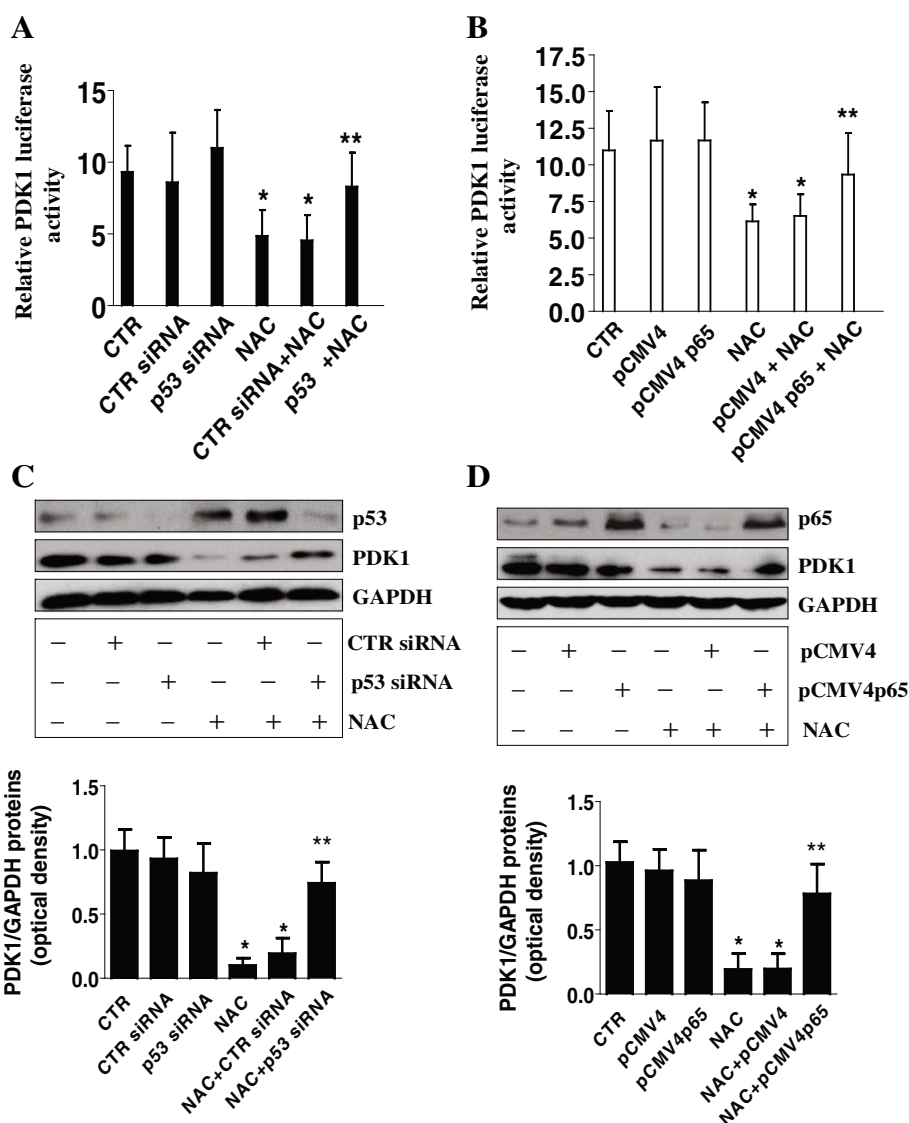 A
Relative PDK1 luciferase
activity
15
10
5
0
*
*
**
CTR
CTR siRNA
p53 siRNA
NAC
CTR siRNA+NAC
p53 +NAC
B
Relative PDK1 luciferase
activity
17.5
15.0
12.5
10.0
7.5
5.0
2.5
0.0
*
*
**
CTR
pCMV4
pCMV4 p65
NAC
pCMV4 + NAC
pCMV4 p65 + NAC
C
p53
PDK1
GAPDH
– + – – + – CTR siRNA
– – + – – + p53 siRNA
– – – + + + NAC
PDK1/GAPDH proteins
(optical density)
1.5
1.0
0.5
0.0
*
*
**
CTR
CTR siRNA
p53 siRNA
NAC
NAC+CTR siRNA
NAC+p53 siRNA
D
p65
PDK1
GAPDH
– + – – + – pCMV4
– – + – – + pCMV4p65
– – – + + + NAC
PDK1/GAPDH proteins
(optical density)
1.5
1.0
0.5
0.0
*
*
**
CTR
pCMV4
pCMV4p65
NAC
NAC+pCMV4
NAC+pCMV4p65